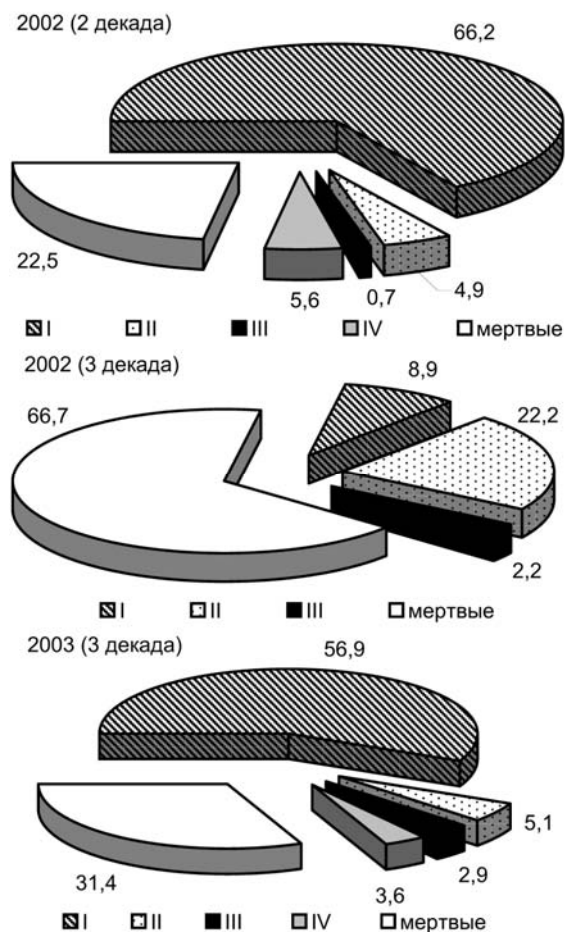 2002 (2 декада)
66,2
22,5
5,6
0,7
4,9
I II III IV мертвые
2002 (3 декада)
66,7
8,9
22,2
2,2
I II III мертвые
2003 (3 декада)
56,9
31,4
3,6
2,9
5,1
I II III IV мертвые